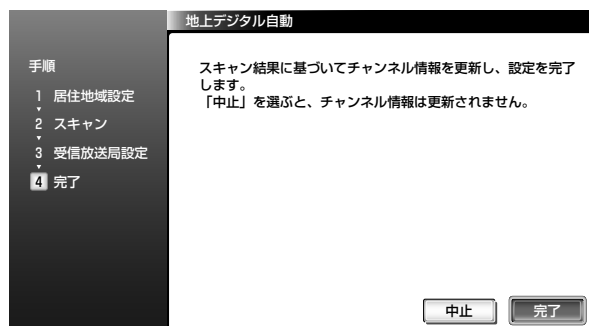 地上デジタル自動
手順
1 居住地域設定
2 スキャン
3 受信放送局設定
4 完了
スキャン結果に基づいてチャンネル情報を更新し、設定を完了
します。
「中止」を選ぶと、チャンネル情報は更新されません。
中止
完了